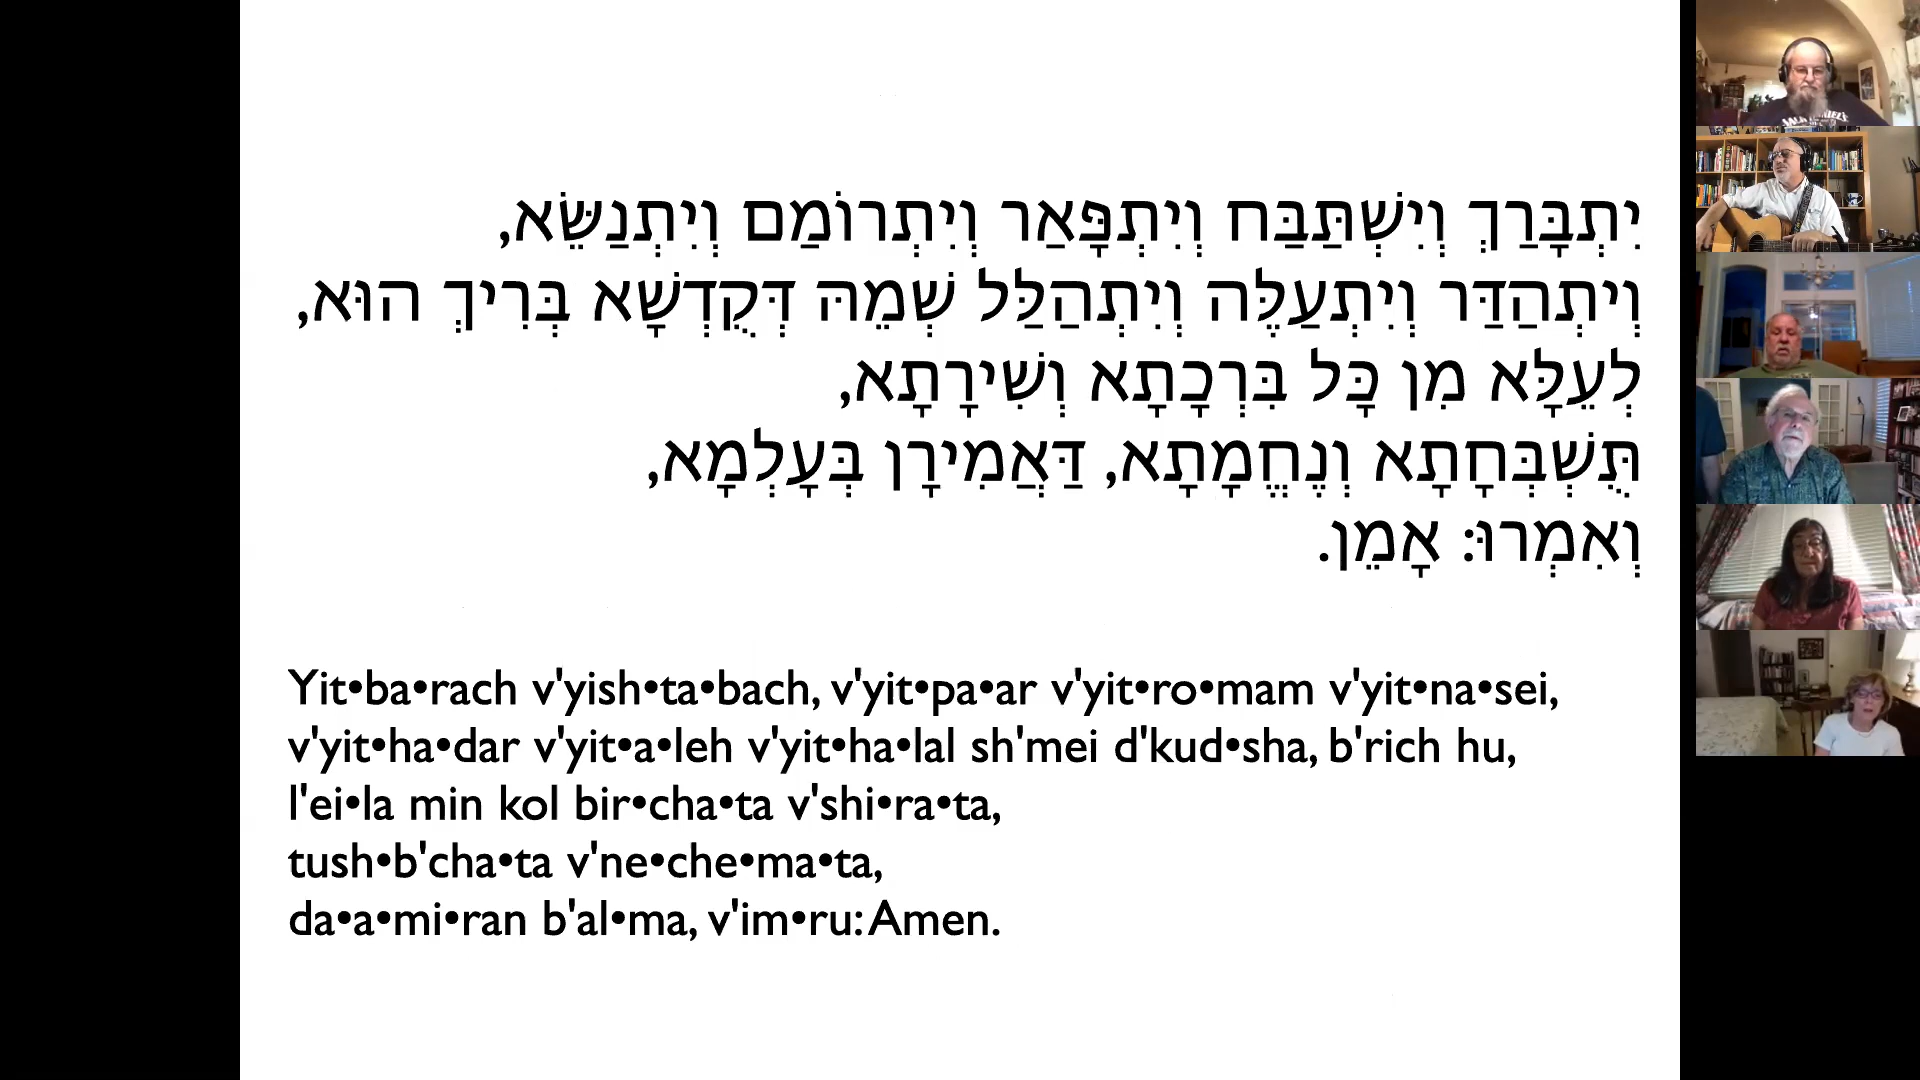 יִתְבָּרַךְ וְיִשְׁתַּבַּח וְיִתְפָּאַר וְיִתְרוֹמַם וְיִתְנַשֵּׂא,
וְיִתְהַדַּר וְיִתְעַלֶּה וְיִתְהַלַּל שְׁמֵהּ דְּקֻדְשָׁא בְּרִיךְ הוּא,
לְעֵלָּא מִן כָּל בִּרְכָתָא וְשִׁירָתָא,
תֻּשְׁבְּחָתָא וְנֶחֱמָתָא, דַּאֲמִירָן בְּעָלְמָא,
וְאִמְרוּ: אָמֵן.
Yit•ba•rach v'yish•ta•bach, v'yit•pa•ar v'yit•ro•mam v'yit•na•sei,
v'yit•ha•dar v'yit•a•leh v'yit•ha•lal sh'mei d'kud•sha, b'rich hu,
l'ei•la min kol bir•cha•ta v'shi•ra•ta,
tush•b'cha•ta v'ne•che•ma•ta,
da•a•mi•ran b'al•ma, v'im•ru: Amen.